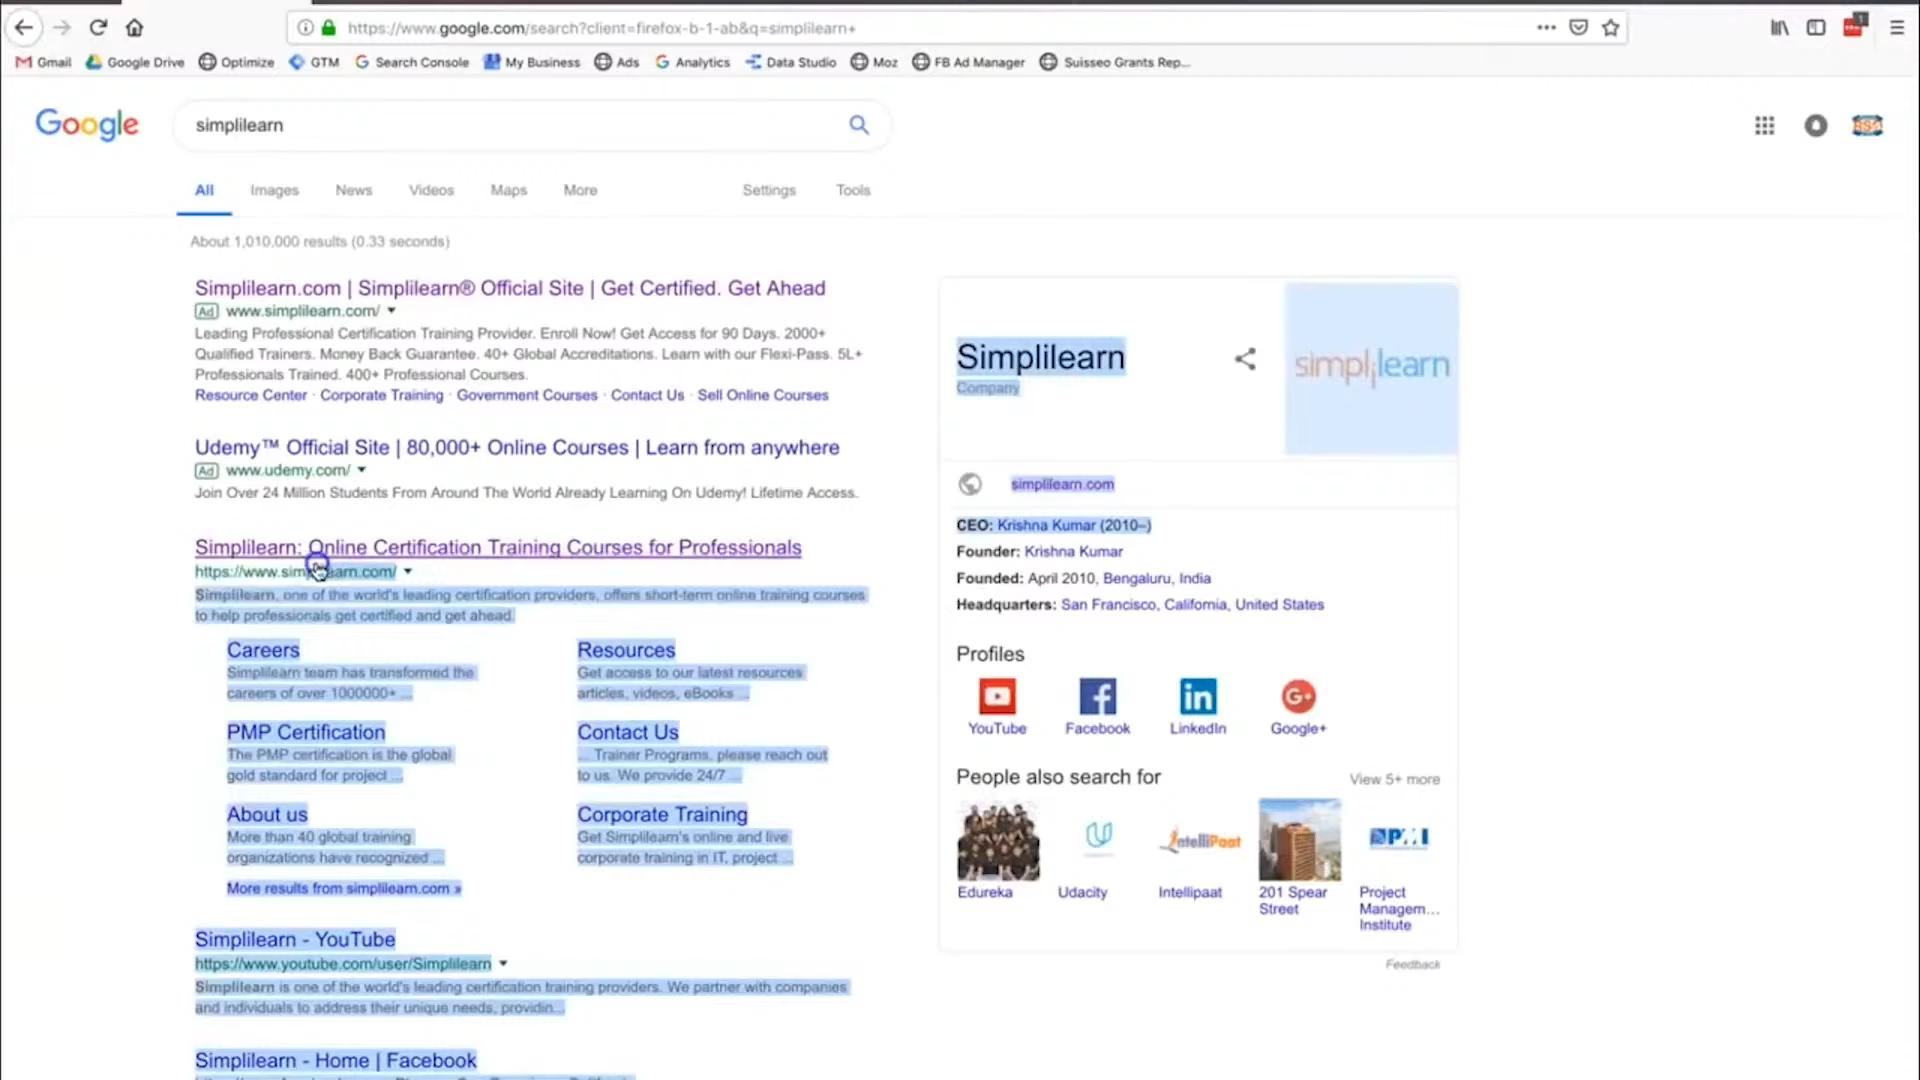 https://www.google.com/search?client=firefox-b-1-ab&q=simplilearn+
Gmail Google Drive Optimize GTM Search Console My Business Ads Analytics Data Studio Moz FB Ad Manager Suisseo Grants Rep...
Google
simplilearn
All Images News Videos Maps More Settings Tools
About 1,010,000 results (0.33 seconds)
Simplilearn.com | Simplilearn® Official Site | Get Certified. Get Ahead
Ad www.simplilearn.com/
Leading Professional Certification Training Provider. Enroll Now! Get Access for 90 Days. 2000+
Qualified Trainers. Money Back Guarantee. 40+ Global Accreditations. Learn with our Flexi-Pass. 5L+
Professionals Trained. 400+ Professional Courses.
Resource Center · Corporate Training · Government Courses · Contact Us · Sell Online Courses
Udemy™ Official Site | 80,000+ Online Courses | Learn from anywhere
Ad www.udemy.com/
Join Over 24 Million Students From Around The World Already Learning On Udemy! Lifetime Access.
Simplilearn: Online Certification Training Courses for Professionals
https://www.simplilearn.com/
Simplilearn, one of the world's leading certification providers, offers short-term online training courses
to help professionals get certified and get ahead.
Careers
Simplilearn team has transformed the
careers of over 1000000+ ...
Resources
Get access to our latest resources
articles, videos, eBooks ...
PMP Certification
The PMP certification is the global
gold standard for project ...
Contact Us
... Trainer Programs, please reach out
to us. We provide 24/7 ...
About us
More than 40 global training
organizations have recognized ...
Corporate Training
Get Simplilearn's online and live
corporate training in IT, project ...
More results from simplilearn.com »
Simplilearn - YouTube
https://www.youtube.com/user/Simplilearn
Simplilearn is one of the world's leading certification training providers. We partner with companies
and individuals to address their unique needs, providin...
Simplilearn - Home | Facebook
Simplilearn
Company
simplilearn
simplilearn.com
CEO: Krishna Kumar (2010–)
Founder: Krishna Kumar
Founded: April 2010, Bengaluru, India
Headquarters: San Francisco, California, United States
Profiles
YouTube Facebook LinkedIn Google+
People also search for
View 5+ more
IntelliPaat
PMI
Edureka
Udacity
Intellipaat
201 Spear
Street
Project
Managem...
Institute
Feedback